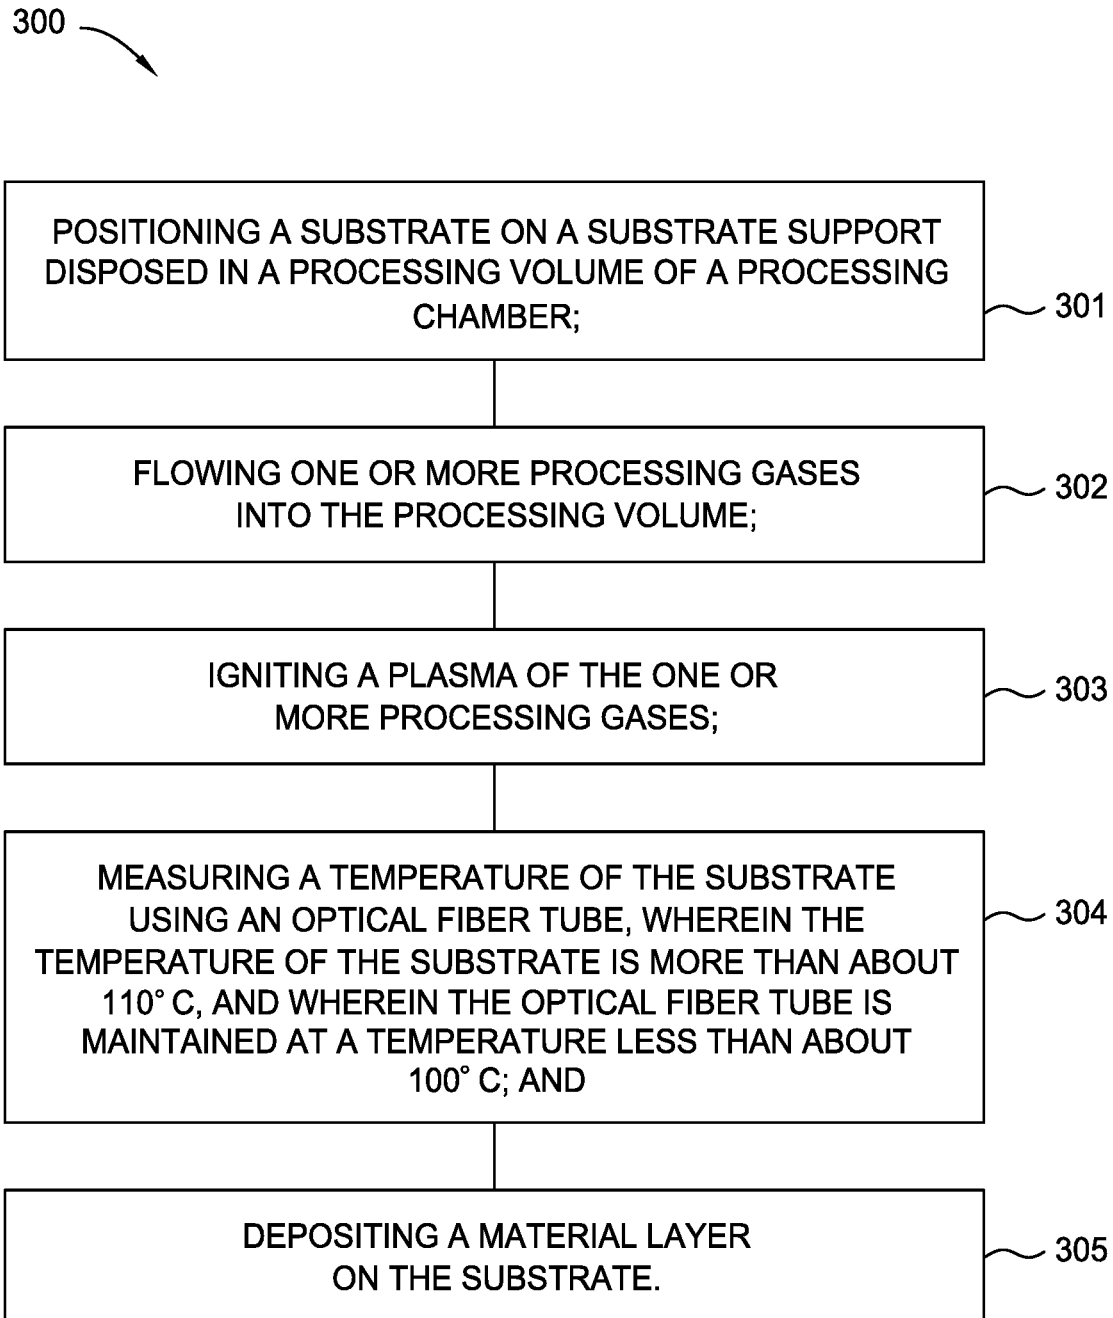 300
POSITIONING A SUBSTRATE ON A SUBSTRATE SUPPORT
DISPOSED IN A PROCESSING VOLUME OF A PROCESSING
CHAMBER;
301
FLOWING ONE OR MORE PROCESSING GASES
INTO THE PROCESSING VOLUME;
302
IGNITING A PLASMA OF THE ONE OR
MORE PROCESSING GASES;
303
MEASURING A TEMPERATURE OF THE SUBSTRATE
USING AN OPTICAL FIBER TUBE, WHEREIN THE
TEMPERATURE OF THE SUBSTRATE IS MORE THAN ABOUT
110° C, AND WHEREIN THE OPTICAL FIBER TUBE IS
MAINTAINED AT A TEMPERATURE LESS THAN ABOUT
100° C; AND
304
DEPOSITING A MATERIAL LAYER
ON THE SUBSTRATE.
305